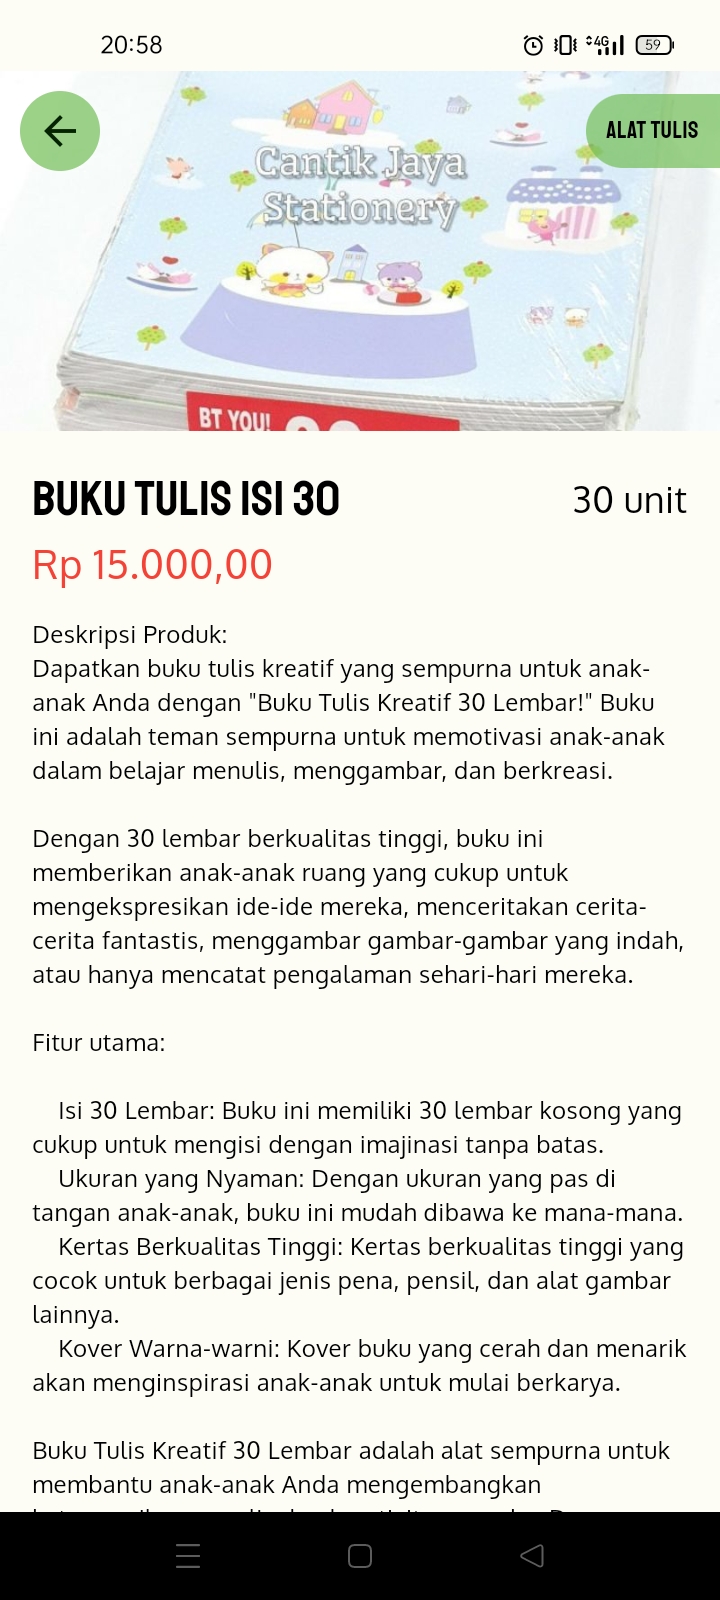 20:58
4G
59
ALAT TULIS
Cantik Jaya
Stationery
BT YOU!
BUKU TULIS ISI 30
30 unit
Rp 15.000,00
Deskripsi Produk:
Dapatkan buku tulis kreatif yang sempurna untuk anak-
anak Anda dengan "Buku Tulis Kreatif 30 Lembar!" Buku
ini adalah teman sempurna untuk memotivasi anak-anak
dalam belajar menulis, menggambar, dan berkreasi.
Dengan 30 lembar berkualitas tinggi, buku ini
memberikan anak-anak ruang yang cukup untuk
mengekspresikan ide-ide mereka, menceritakan cerita-
cerita fantastis, menggambar gambar-gambar yang indah,
atau hanya mencatat pengalaman sehari-hari mereka.
Fitur utama:
Isi 30 Lembar: Buku ini memiliki 30 lembar kosong yang
cukup untuk mengisi dengan imajinasi tanpa batas.
Ukuran yang Nyaman: Dengan ukuran yang pas di
tangan anak-anak, buku ini mudah dibawa ke mana-mana.
Kertas Berkualitas Tinggi: Kertas berkualitas tinggi yang
cocok untuk berbagai jenis pena, pensil, dan alat gambar
lainnya.
Kover Warna-warni: Kover buku yang cerah dan menarik
akan menginspirasi anak-anak untuk mulai berkarya.
Buku Tulis Kreatif 30 Lembar adalah alat sempurna untuk
membantu anak-anak Anda mengembangkan